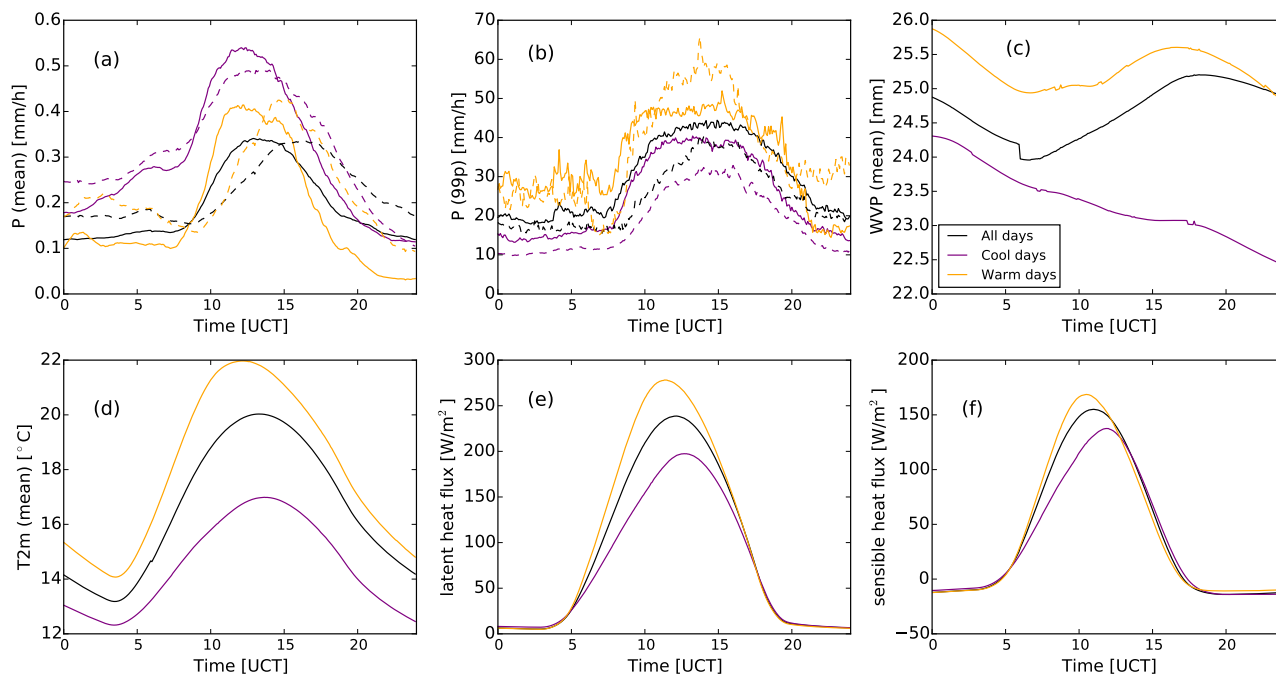 (a)
P (mean) [mm/h]
0.6
0.5
0.4
0.3
0.2
0.1
0.0
0 5 10 15 20
Time [UCT]
(b)
P (99p) [mm/h]
70
60
50
40
30
20
10
0
0 5 10 15 20
Time [UCT]
(c)
WVP (mean) [mm]
26.0
25.5
25.0
24.5
24.0
23.5
23.0
22.5
22.0
All days
Cool days
Warm days
0 5 10 15 20
Time [UCT]
(d)
T2m (mean) [°C]
22
20
18
16
14
12
0 5 10 15 20
Time [UCT]
(e)
latent heat flux [W/m²]
300
250
200
150
100
50
0
0 5 10 15 20
Time [UCT]
(f)
sensible heat flux [W/m²]
200
150
100
50
0
−50
0 5 10 15 20
Time [UCT]